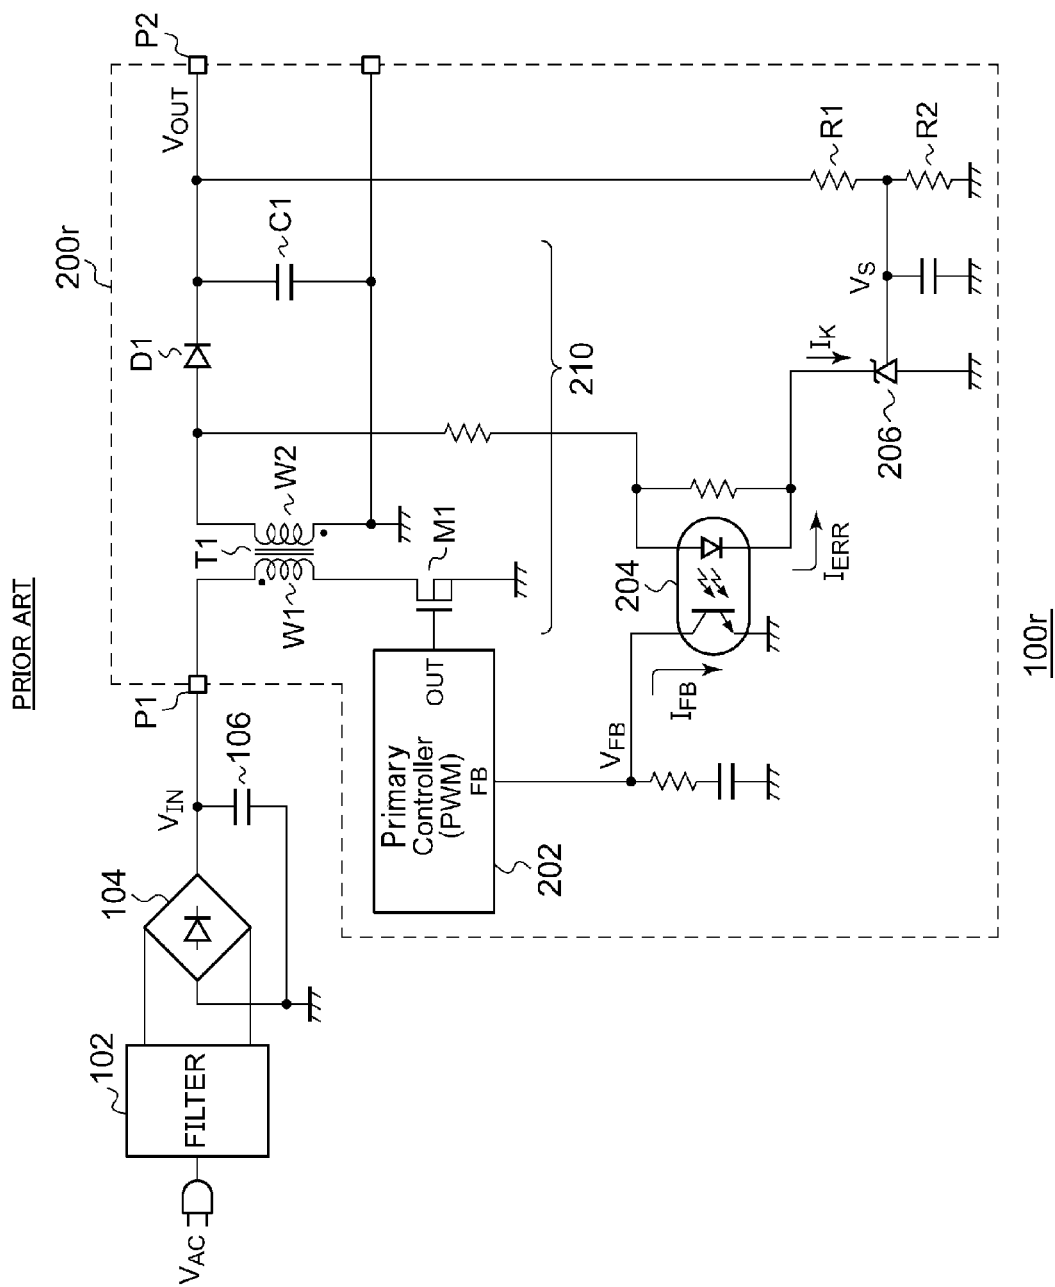 PRIOR ART
100r
200r
VAC
FILTER
102
104
VIN
106
P1
T1
W1
W2
D1
C1
VOUT
P2
M1
210
OUT
Primary
Controller
(PWM)
FB
202
VFB
IFB
204
IERR
IK
206
VS
R1
R2